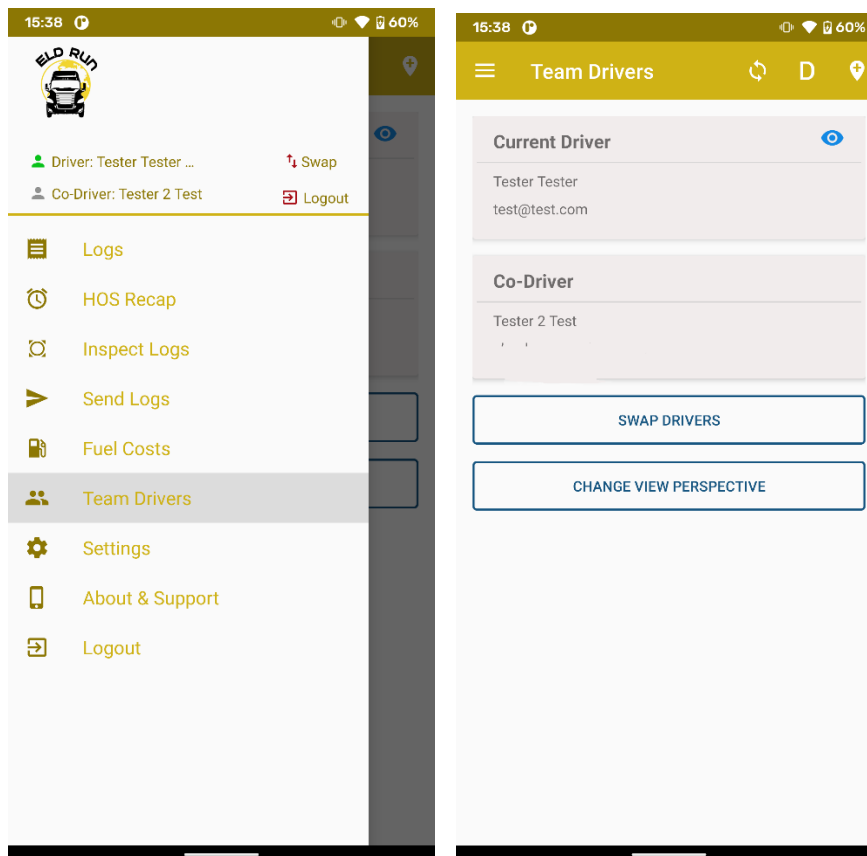 15:38
60%
ELD RUN
Driver: Tester Tester ...
Swap
Co-Driver: Tester 2 Test
Logout
Logs
HOS Recap
Inspect Logs
Send Logs
Fuel Costs
Team Drivers
Settings
About & Support
Logout
15:38
60%
Team Drivers
D
Current Driver
Tester Tester
test@test.com
Co-Driver
Tester 2 Test
SWAP DRIVERS
CHANGE VIEW PERSPECTIVE